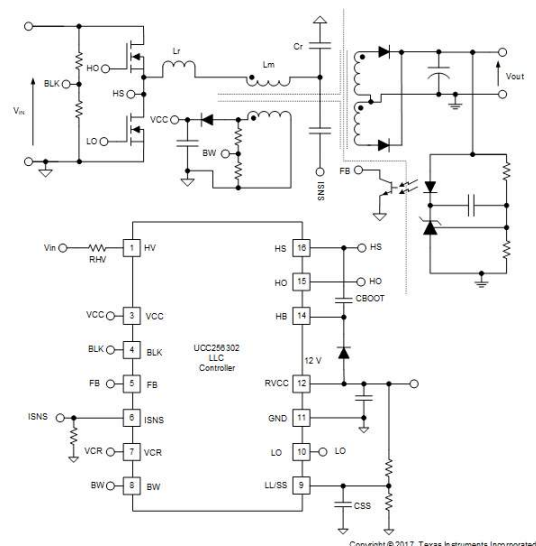 Cr
Lr
Lm
HO
BLK
HS
VIN
Vout
VCC
LO
BW
ISNS
FB
Vin
RHV
1
HV
HS
16
HS
HO
15
HO
CBOOT
VCC
3
VCC
HB
14
BLK
4
BLK
UCC256302
LLC
Controller
12 V
FB
5
FB
RVCC
12
ISNS
6
ISNS
GND
11
VCR
7
VCR
LO
10
LO
BW
8
BW
LL/SS
9
CSS
Copyright © 2017, Texas Instruments Incorporated